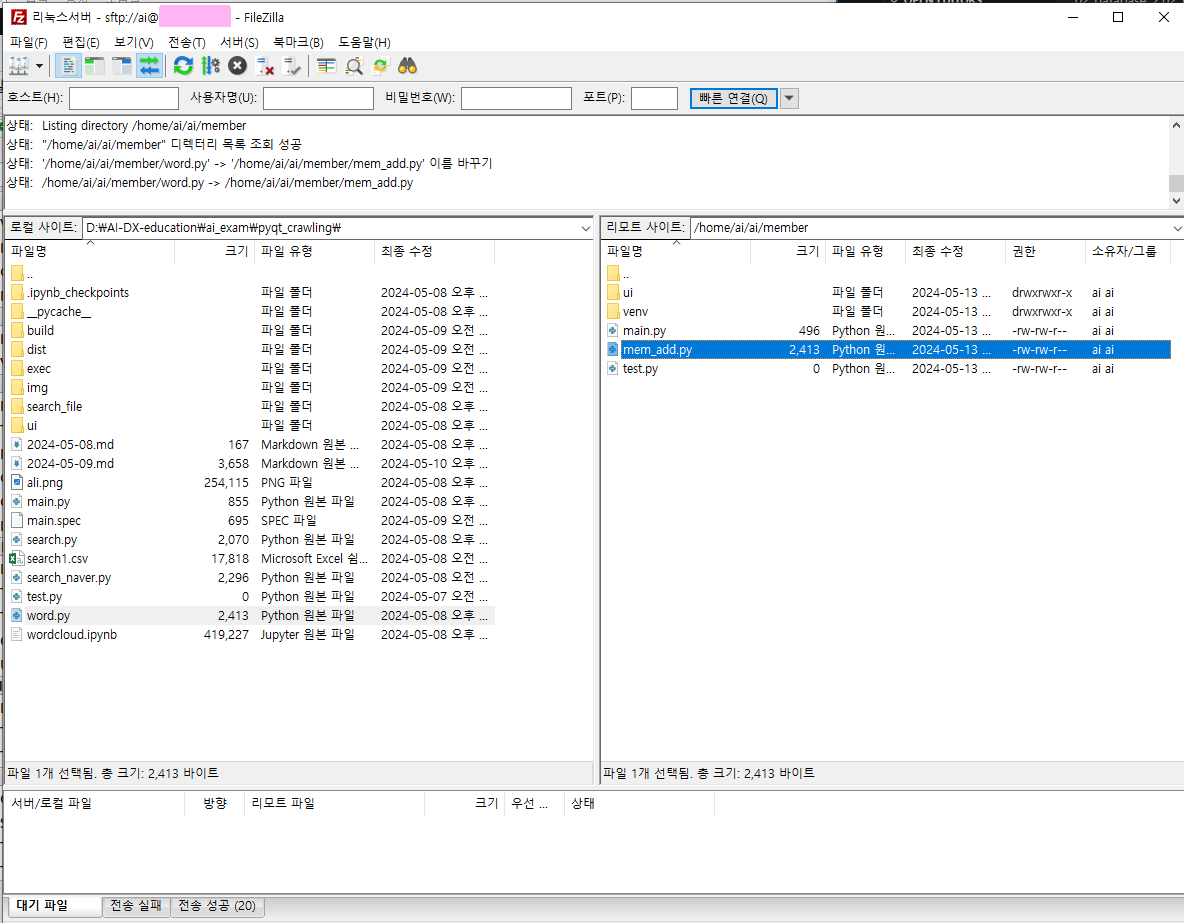 리눅스서버 - sftp://ai@ - FileZilla
파일(F) 편집(E) 보기(V) 전송(T) 서버(S) 북마크(B) 도움말(H)
호스트(H): 사용자명(U): 비밀번호(W): 포트(P): 빠른 연결(Q)
상태: Listing directory /home/ai/ai/member
상태: "/home/ai/ai/member" 디렉터리 목록 조회 성공
상태: '/home/ai/ai/member/word.py' -> '/home/ai/ai/member/mem_add.py' 이름 바꾸기
상태: /home/ai/ai/member/word.py -> /home/ai/ai/member/mem_add.py
로컬 사이트: D:₩AI-DX-education₩ai_exam₩pyqt_crawling₩
파일명 크기 파일 유형 최종 수정
..
.ipynb_checkpoints 파일 폴더 2024-05-08 오후 ...
__pycache__ 파일 폴더 2024-05-08 오후 ...
build 파일 폴더 2024-05-09 오전 ...
dist 파일 폴더 2024-05-09 오전 ...
exec 파일 폴더 2024-05-09 오후 ...
img 파일 폴더 2024-05-09 오후 ...
search_file 파일 폴더 2024-05-08 오후 ...
ui 파일 폴더 2024-05-08 오후 ...
2024-05-08.md 167 Markdown 원본 ... 2024-05-08 오후 ...
2024-05-09.md 3,658 Markdown 원본 ... 2024-05-10 오후 ...
ali.png 254,115 PNG 파일 2024-05-08 오후 ...
main.py 855 Python 원본 파일 2024-05-08 오후 ...
main.spec 695 SPEC 파일 2024-05-09 오전 ...
search.py 2,070 Python 원본 파일 2024-05-08 오후 ...
search1.csv 17,818 Microsoft Excel 쉼... 2024-05-08 오전 ...
search_naver.py 2,296 Python 원본 파일 2024-05-08 오전 ...
test.py 0 Python 원본 파일 2024-05-07 오전 ...
word.py 2,413 Python 원본 파일 2024-05-08 오후 ...
wordcloud.ipynb 419,227 Jupyter 원본 파일 2024-05-08 오후 ...
파일 1개 선택됨. 총 크기: 2,413 바이트
리모트 사이트: /home/ai/ai/member
파일명 크기 파일 유형 최종 수정 권한 소유자/그룹
..
ui 파일 폴더 2024-05-13 ... drwxrwxr-x ai ai
venv 파일 폴더 2024-05-13 ... drwxrwxr-x ai ai
main.py 496 Python 원... 2024-05-13 ... -rw-rw-r-- ai ai
mem_add.py 2,413 Python 원... 2024-05-13 ... -rw-rw-r-- ai ai
test.py 0 Python 원... 2024-05-13 ... -rw-rw-r-- ai ai
파일 1개 선택됨. 총 크기: 2,413 바이트
서버/로컬 파일 방향 리모트 파일 크기 우선 ... 상태
대기 파일 전송 실패 전송 성공 (20)